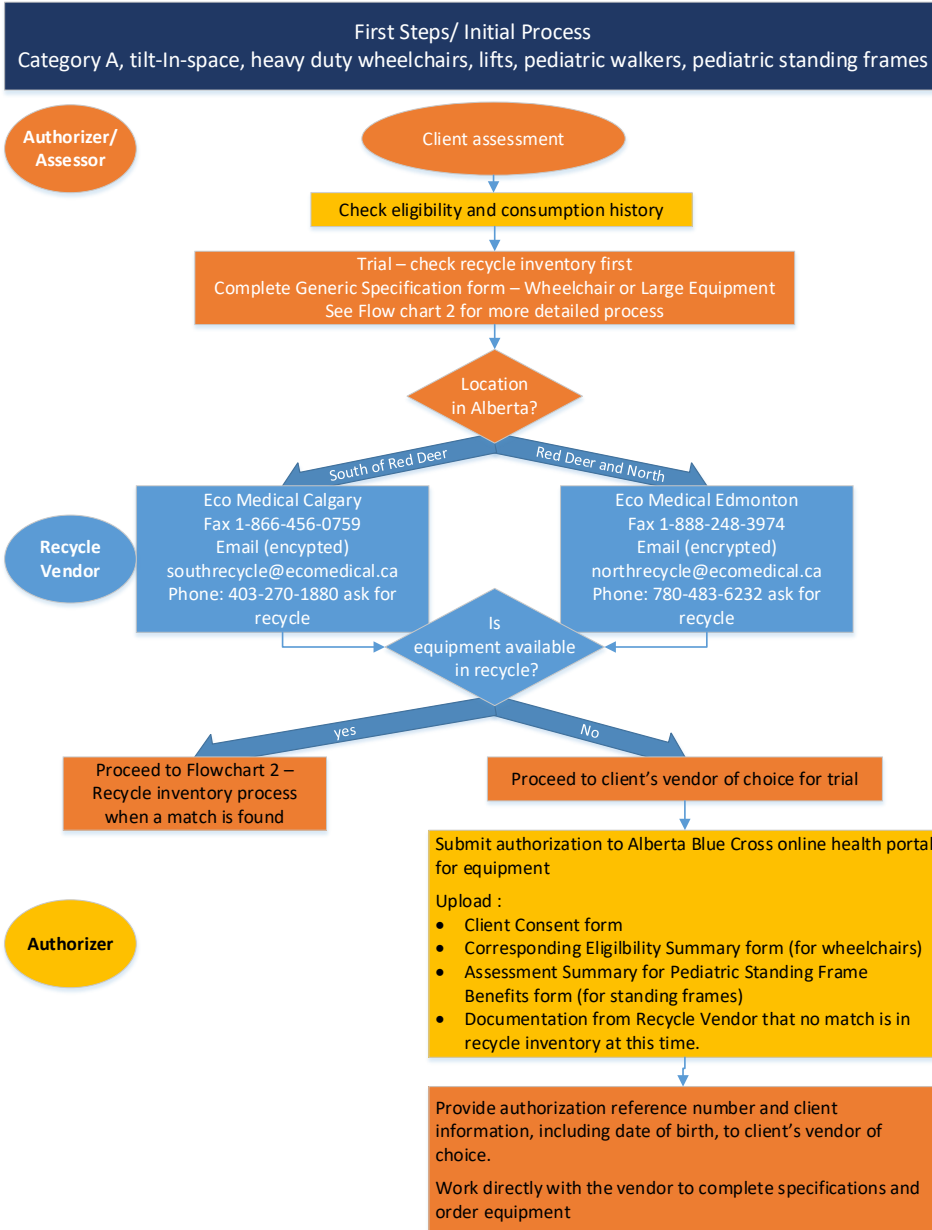 First Steps/ Initial Process
Category A, tilt-In-space, heavy duty wheelchairs, lifts, pediatric walkers, pediatric standing frames
Authorizer/
Assessor
Client assessment
Check eligibility and consumption history
Trial – check recycle inventory first
Complete Generic Specification form – Wheelchair or Large Equipment
See Flow chart 2 for more detailed process
Location
in Alberta?
South of Red Deer
Red Deer and North
Recycle
Vendor
Eco Medical Calgary
Fax 1-866-456-0759
Email (encrypted)
southrecycle@ecomedical.ca
Phone: 403-270-1880 ask for
recycle
Eco Medical Edmonton
Fax 1-888-248-3974
Email (encrypted)
northrecycle@ecomedical.ca
Phone: 780-483-6232 ask for
recycle
Is
equipment available
in recycle?
yes
No
Proceed to Flowchart 2 –
Recycle inventory process
when a match is found
Proceed to client's vendor of choice for trial
Authorizer
Submit authorization to Alberta Blue Cross online health portal
for equipment
Upload :
• Client Consent form
• Corresponding Eligilbility Summary form (for wheelchairs)
• Assessment Summary for Pediatric Standing Frame
Benefits form (for standing frames)
• Documentation from Recycle Vendor that no match is in
recycle inventory at this time.
Provide authorization reference number and client
information, including date of birth, to client's vendor of
choice.
Work directly with the vendor to complete specifications and
order equipment